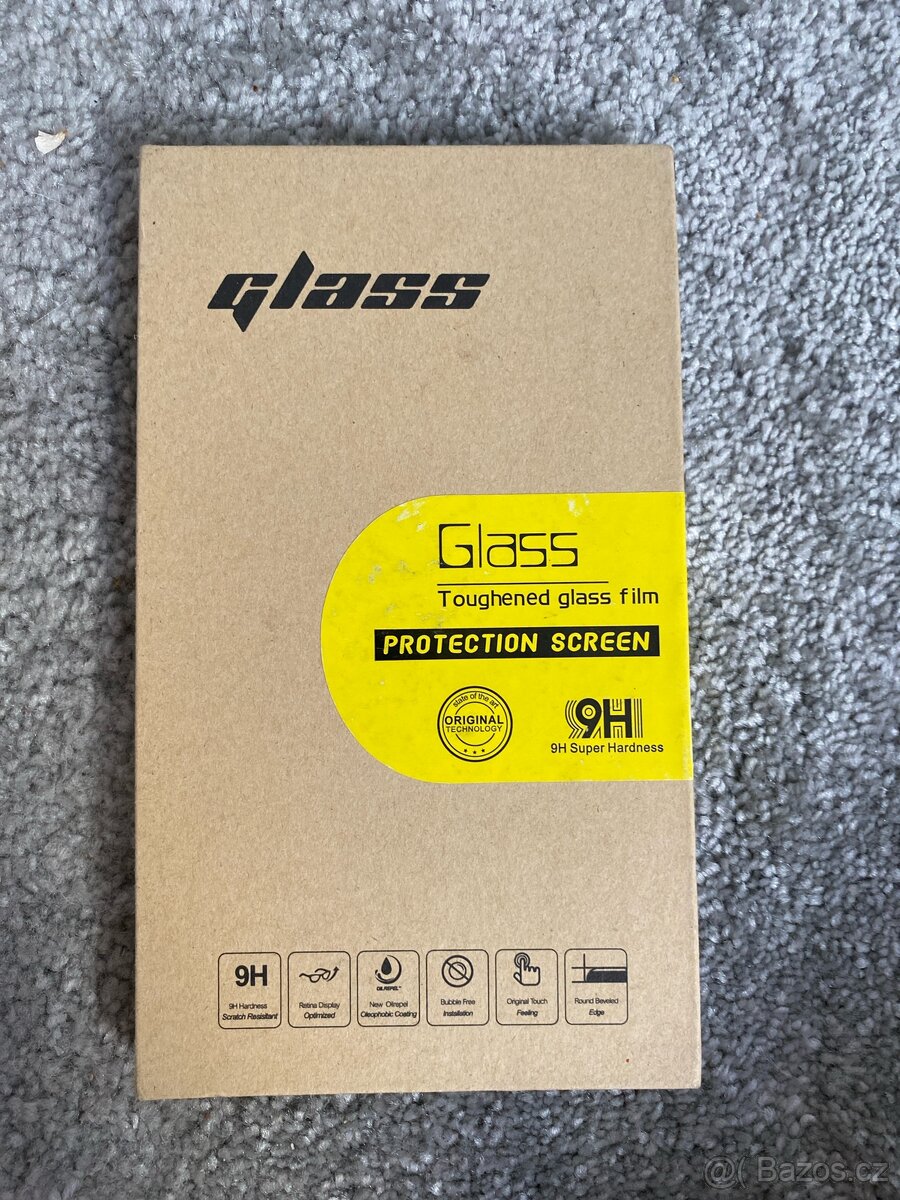 glass
Glass
Toughened glass film
PROTECTION SCREEN
state of the art
ORIGINAL
TECHNOLOGY
9H
9H Super Hardness
9H
9H Hardness
Scratch Resistant
Retina Display
Optimized
OILREPEL™
New Oilrepel
Oleophobic Coating
Bubble Free
Installation
Original Touch
Feeling
Round Beveled
Edge
@( Bazos.cz